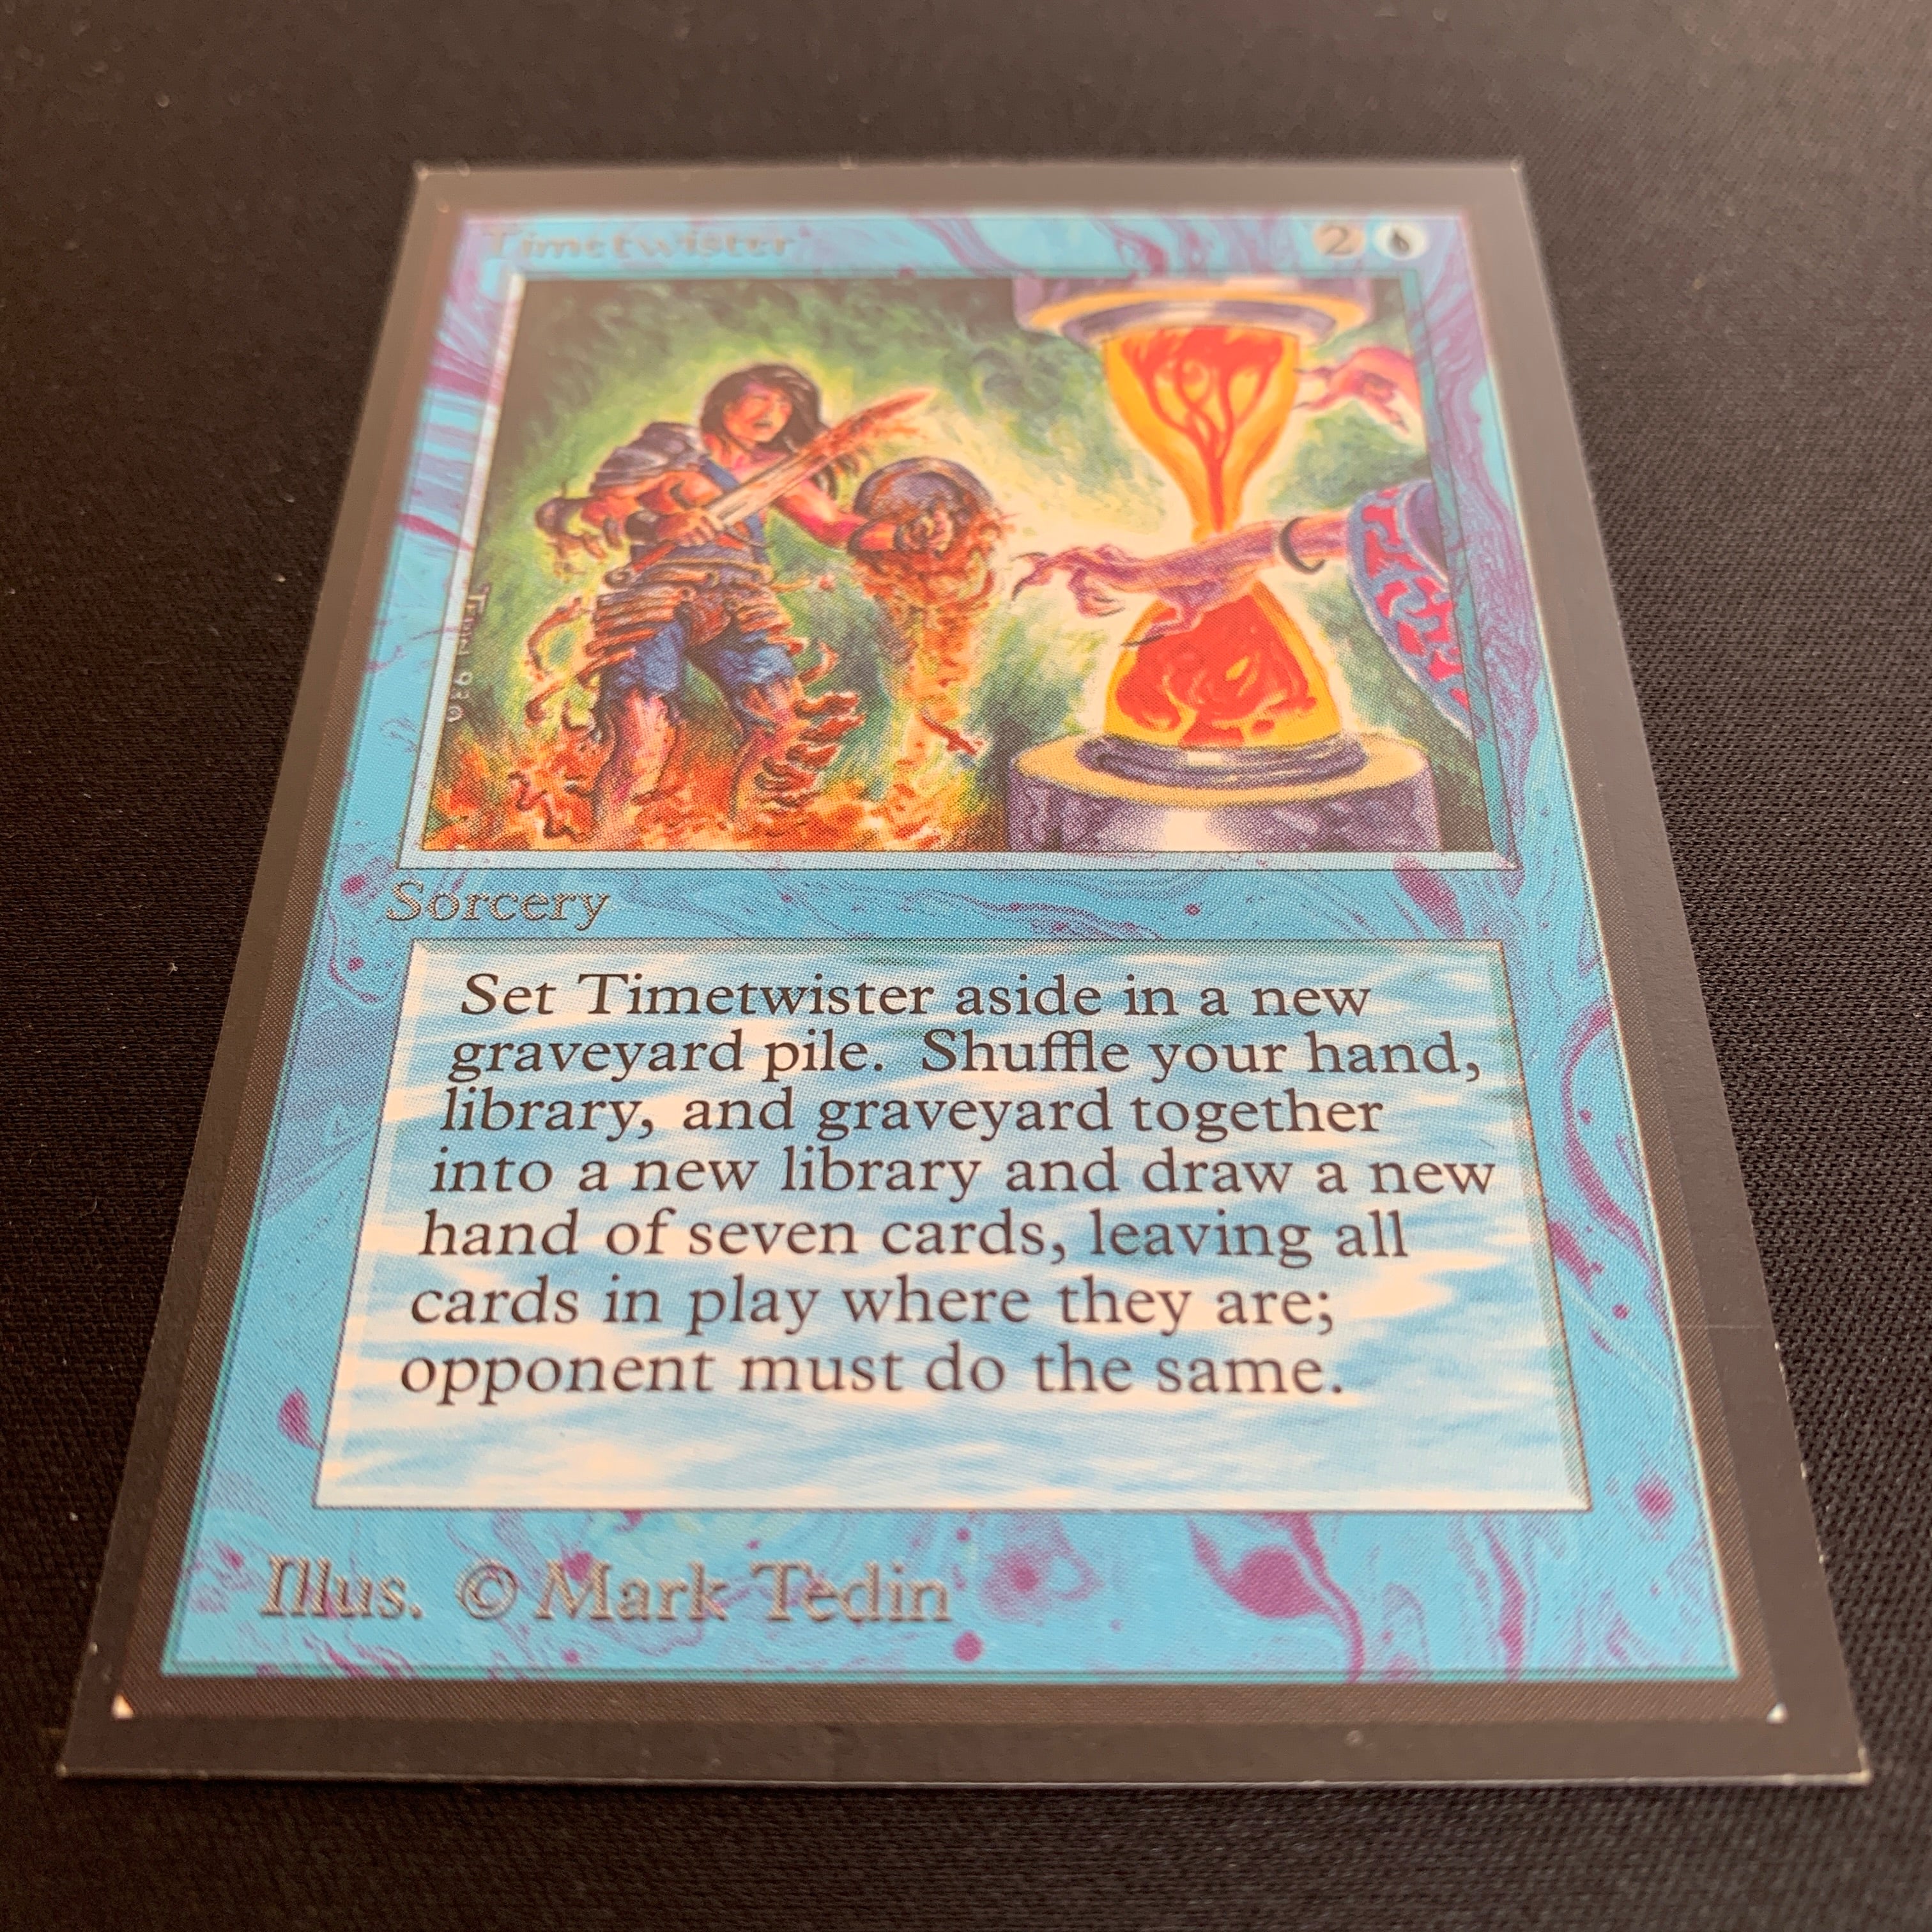 Timetwister 2
Tedin 93 ©
Sorcery
Set Timetwister aside in a new
graveyard pile. Shuffle your hand,
library, and graveyard together
into a new library and draw a new
hand of seven cards, leaving all
cards in play where they are;
opponent must do the same.
Illus. © Mark Tedin